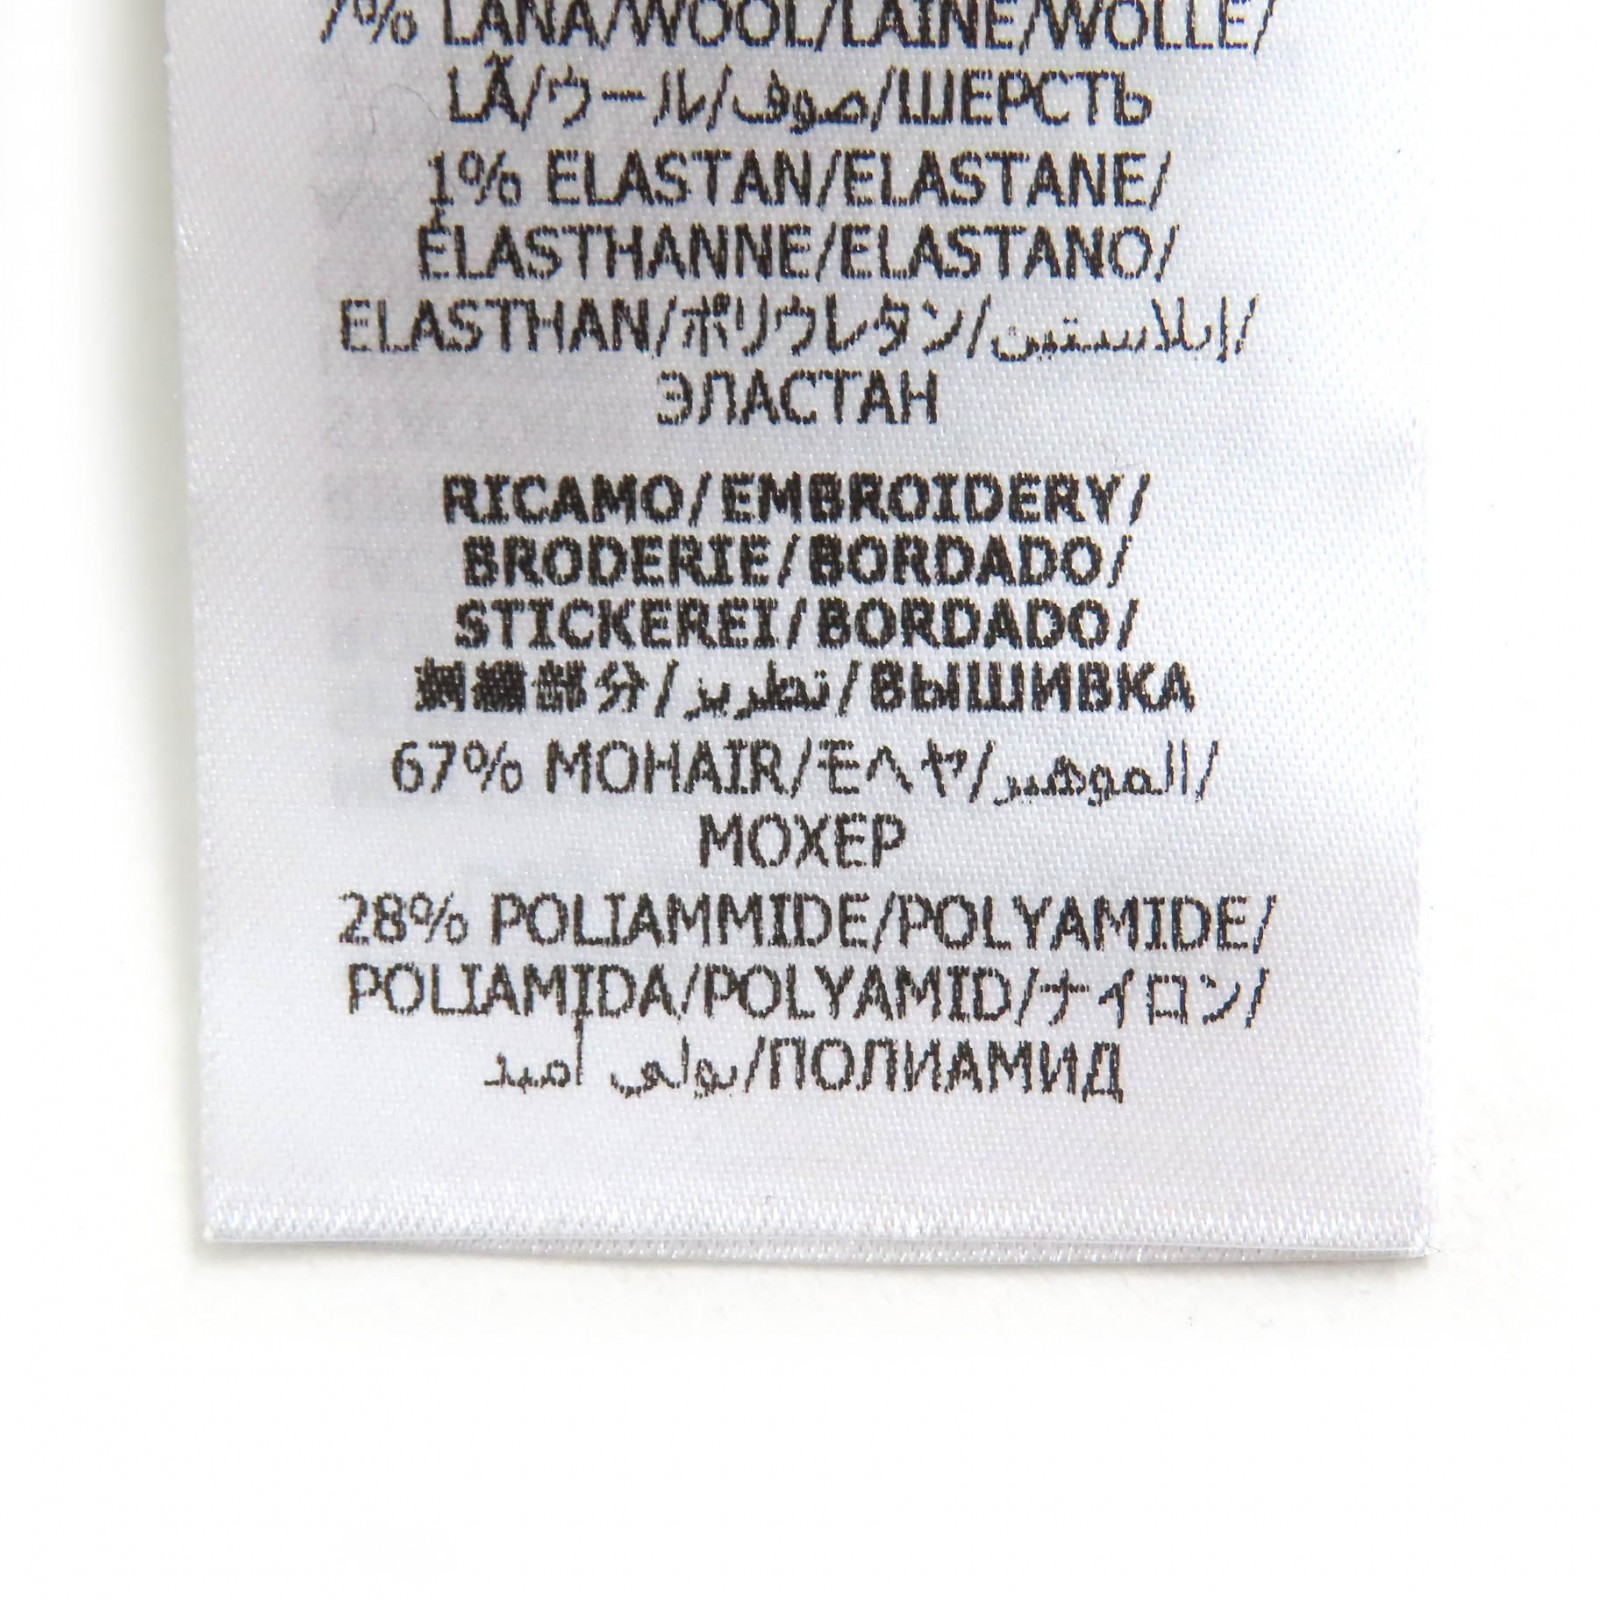 7% LANA/WOOL/LAINE/WOLLE/
LÃ/ウール/صوف/ШЕРСТЬ
1% ELASTAN/ELASTANE/
ÉLASTHANNE/ELASTANO/
ELASTHAN/ポリウレタン/إيلاستين/
ЭЛАСТАН
RICAMO/EMBROIDERY/
BRODERIE/BORDADO/
STICKEREI/BORDADO/
刺繍部分/تطريز/ВЫШИВКА
67% MOHAIR/モヘヤ/الموهير/
МОХЕР
28% POLIAMMIDE/POLYAMIDE/
POLIAMIDA/POLYAMID/ナイロン/
بولي أميد/ПОЛИАМИД